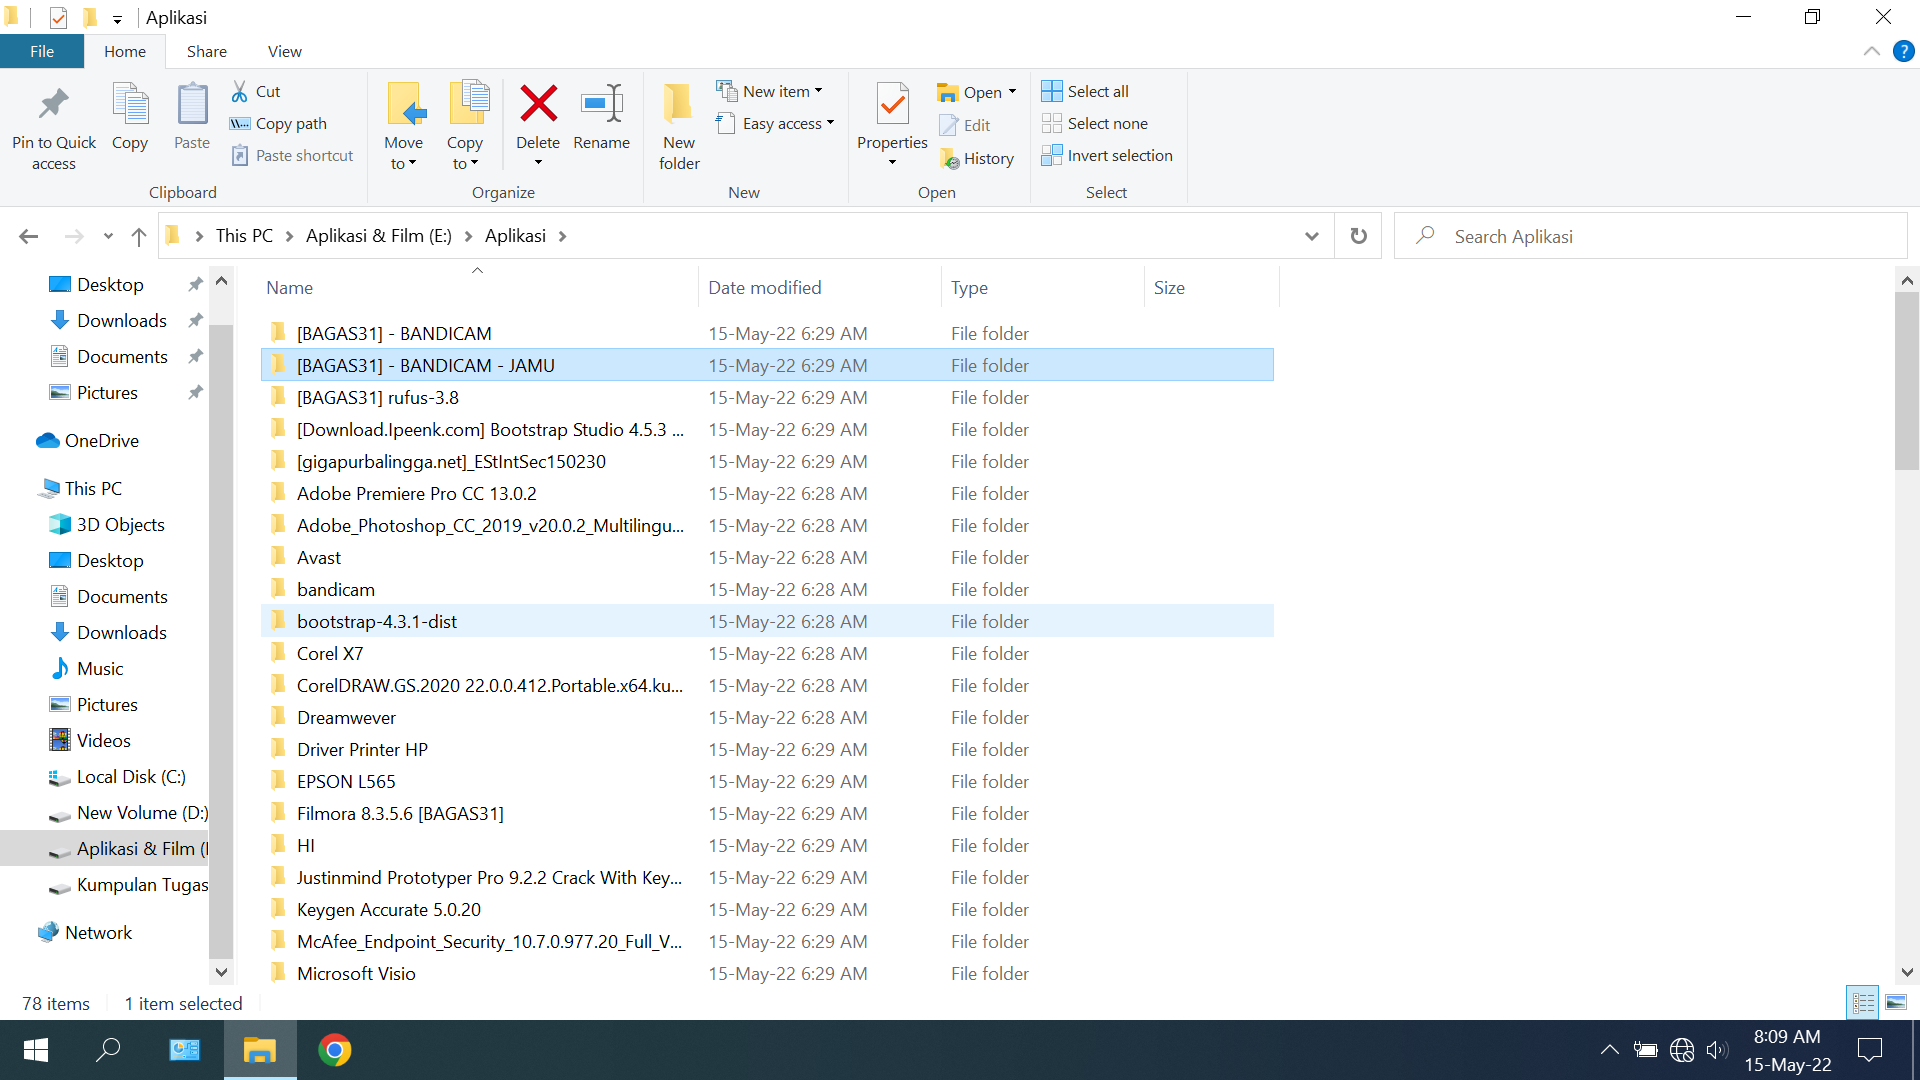 Aplikasi
File Home Share View
Pin to Quick access
Copy
Paste
Cut
Copy path
Paste shortcut
Clipboard
Move to
Copy to
Delete
Rename
Organize
New folder
New item
Easy access
New
Properties
Open
Edit
History
Open
Select all
Select none
Invert selection
Select
This PC Aplikasi & Film (E:) Aplikasi
Search Aplikasi
Desktop
Downloads
Documents
Pictures
OneDrive
This PC
3D Objects
Desktop
Documents
Downloads
Music
Pictures
Videos
Local Disk (C:)
New Volume (D:)
Aplikasi & Film (
Kumpulan Tugas
Network
Name Date modified Type Size
[BAGAS31] - BANDICAM 15-May-22 6:29 AM File folder
[BAGAS31] - BANDICAM - JAMU 15-May-22 6:29 AM File folder
[BAGAS31] rufus-3.8 15-May-22 6:29 AM File folder
[Download.Ipeenk.com] Bootstrap Studio 4.5.3 ... 15-May-22 6:29 AM File folder
[gigapurbalingga.net]_EStIntSec150230 15-May-22 6:29 AM File folder
Adobe Premiere Pro CC 13.0.2 15-May-22 6:28 AM File folder
Adobe_Photoshop_CC_2019_v20.0.2_Multilingu... 15-May-22 6:28 AM File folder
Avast 15-May-22 6:28 AM File folder
bandicam 15-May-22 6:28 AM File folder
bootstrap-4.3.1-dist 15-May-22 6:28 AM File folder
Corel X7 15-May-22 6:28 AM File folder
CorelDRAW.GS.2020 22.0.0.412.Portable.x64.ku... 15-May-22 6:28 AM File folder
Dreamwever 15-May-22 6:28 AM File folder
Driver Printer HP 15-May-22 6:29 AM File folder
EPSON L565 15-May-22 6:29 AM File folder
Filmora 8.3.5.6 [BAGAS31] 15-May-22 6:29 AM File folder
HI 15-May-22 6:29 AM File folder
Justinmind Prototyper Pro 9.2.2 Crack With Key... 15-May-22 6:29 AM File folder
Keygen Accurate 5.0.20 15-May-22 6:29 AM File folder
McAfee_Endpoint_Security_10.7.0.977.20_Full_V... 15-May-22 6:29 AM File folder
Microsoft Visio 15-May-22 6:29 AM File folder
78 items 1 item selected
8:09 AM
15-May-22